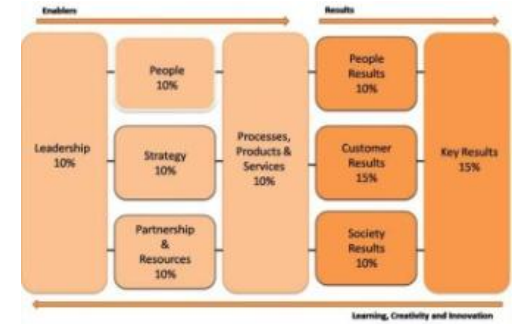 Enablers
Results
Leadership
10%
People
10%
Strategy
10%
Partnership
&
Resources
10%
Processes,
Products &
Services
10%
People
Results
10%
Customer
Results
15%
Society
Results
10%
Key Results
15%
Learning, Creativity and Innovation